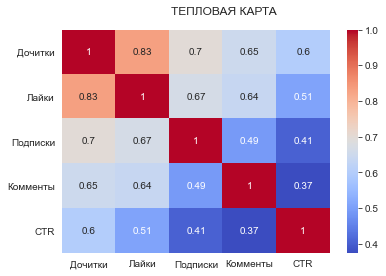 ТЕПЛОВАЯ КАРТА
Дочитки 1 0.83 0.7 0.65 0.6
Лайки 0.83 1 0.67 0.64 0.51
Подписки 0.7 0.67 1 0.49 0.41
Комменты 0.65 0.64 0.49 1 0.37
CTR 0.6 0.51 0.41 0.37 1
Дочитки Лайки Подписки Комменты CTR
1.0
0.9
0.8
0.7
0.6
0.5
0.4